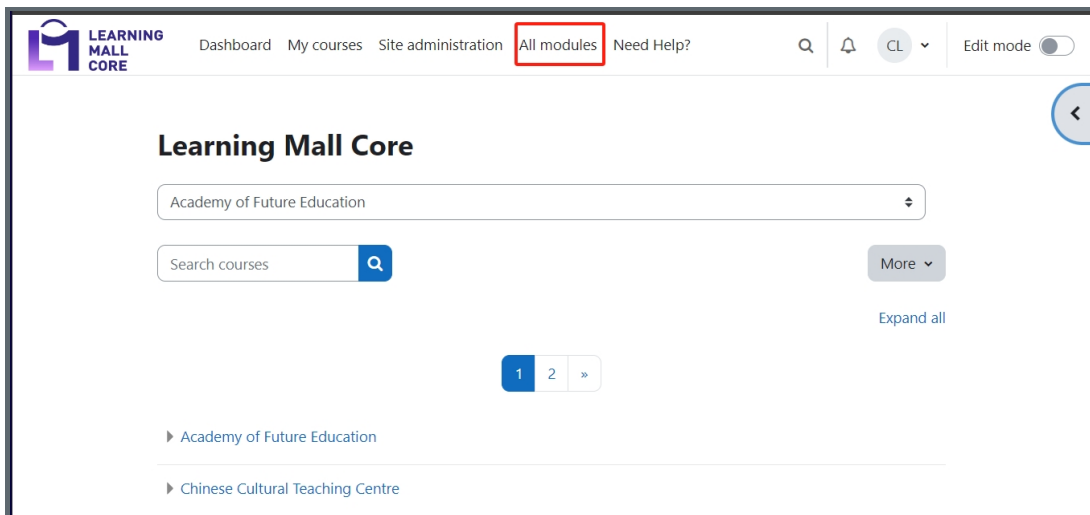 LEARNING
MALL
CORE
Dashboard My courses Site administration All modules Need Help? CL Edit mode
Learning Mall Core
Academy of Future Education
Search courses More
Expand all
1 2 »
Academy of Future Education
Chinese Cultural Teaching Centre